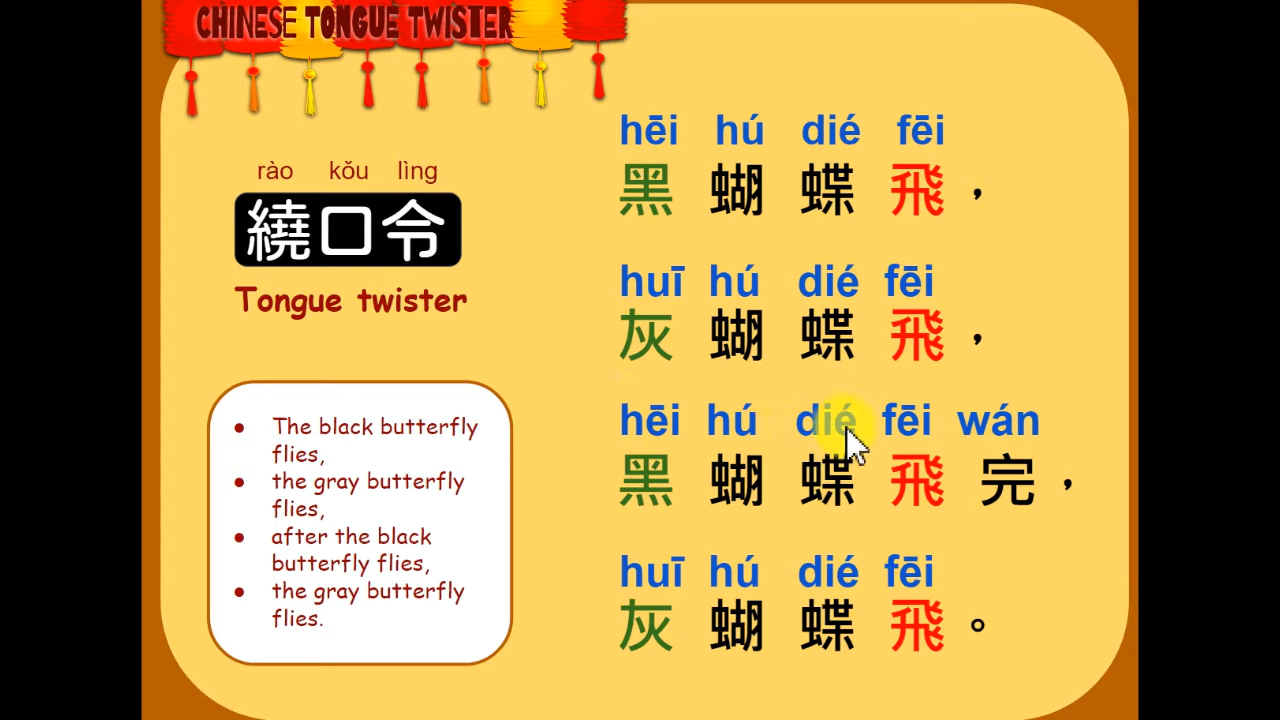 CHINESE TONGUE TWISTER
rào kǒu lìng
繞口令
Tongue twister
• The black butterfly
flies,
• the gray butterfly
flies,
• after the black
butterfly flies,
• the gray butterfly
flies.
hēi hú dié fēi
黑蝴蝶飛，
huī hú dié fēi
灰蝴蝶飛，
hēi hú dié fēi wán
黑蝴蝶飛完，
huī hú dié fēi
灰蝴蝶飛。